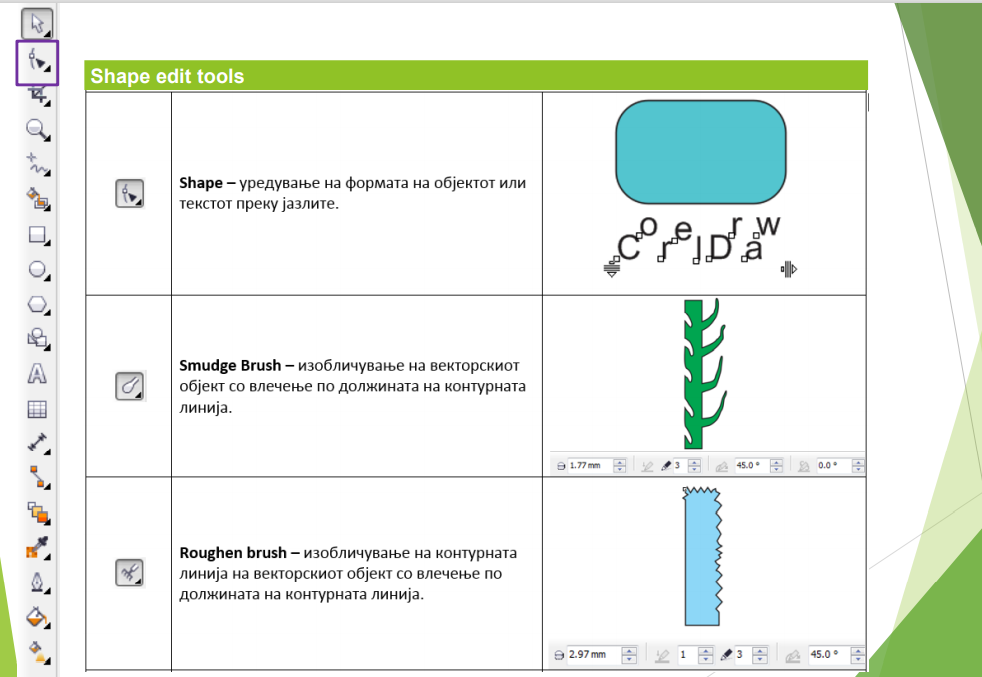 Shape edit tools
Shape – уредување на формата на објектот или
текстот преку јазлите.
CorelDraw
Smudge Brush – изобличување на векторскиот
објект со влечење по должината на контурната
линија.
1.77 mm 3 45.0 ° 0.0 °
Roughen brush – изобличување на контурната
линија на векторскиот објект со влечење по
должината на контурната линија.
2.97 mm 1 3 45.0 °